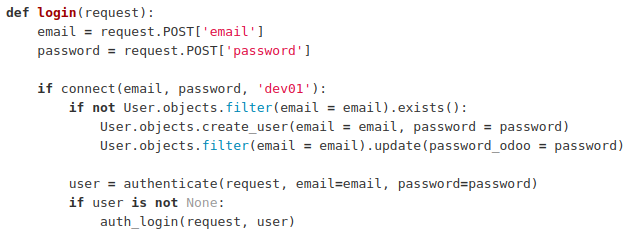 def login(request):
    email = request.POST['email']
    password = request.POST['password']

    if connect(email, password, 'dev01'):
        if not User.objects.filter(email = email).exists():
            User.objects.create_user(email = email, password = password)
            User.objects.filter(email = email).update(password_odoo = password)

        user = authenticate(request, email=email, password=password)
        if user is not None:
            auth_login(request, user)